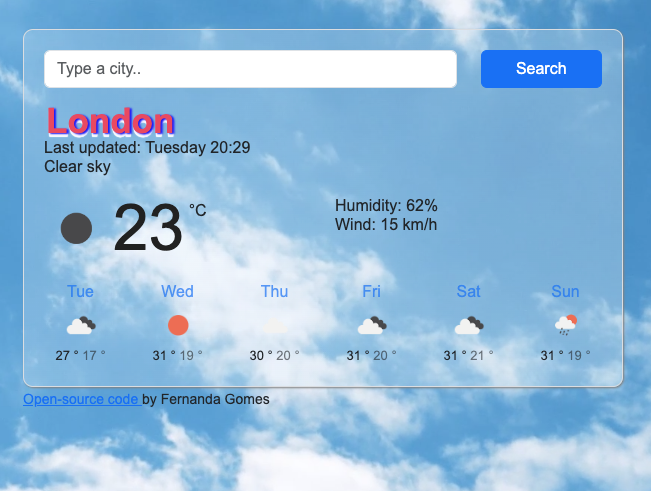 Type a city..
Search
London
Last updated: Tuesday 20:29
Clear sky
23 °C
Humidity: 62%
Wind: 15 km/h
Tue Wed Thu Fri Sat Sun
27 ° 17 ° 31 ° 19 ° 30 ° 20 ° 31 ° 20 ° 31 ° 21 ° 31 ° 19 °
Open-source code by Fernanda Gomes